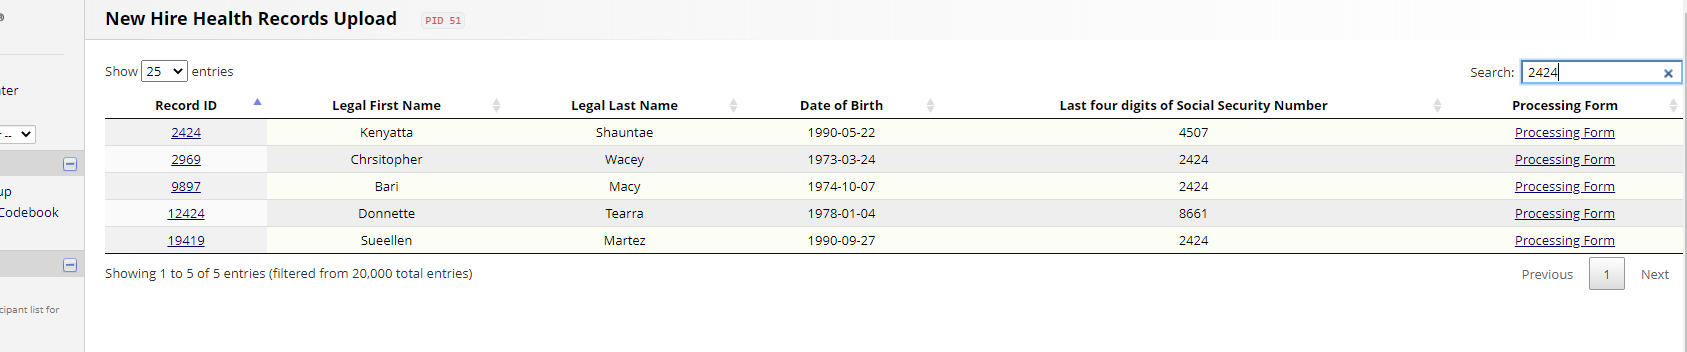 ®
New Hire Health Records Upload PID 51
Show 25 entries Search: 2424
nter
Record ID Legal First Name Legal Last Name Date of Birth Last four digits of Social Security Number Processing Form
2424 Kenyatta Shauntae 1990-05-22 4507 Processing Form
r --
2969 Chrsitopher Wacey 1973-03-24 2424 Processing Form
9897 Bari Macy 1974-10-07 2424 Processing Form
up
12424 Donnette Tearra 1978-01-04 8661 Processing Form
Codebook
19419 Sueellen Martez 1990-09-27 2424 Processing Form
Showing 1 to 5 of 5 entries (filtered from 20,000 total entries) Previous 1 Next
cipant list for